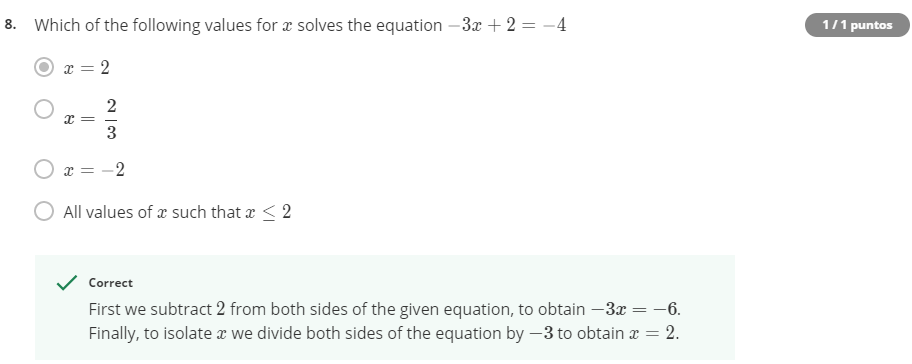 8. Which of the following values for x solves the equation −3x + 2 = −4
1 / 1 puntos
x = 2
x = 2/3
x = −2
All values of x such that x ≤ 2
Correct
First we subtract 2 from both sides of the given equation, to obtain −3x = −6.
Finally, to isolate x we divide both sides of the equation by −3 to obtain x = 2.